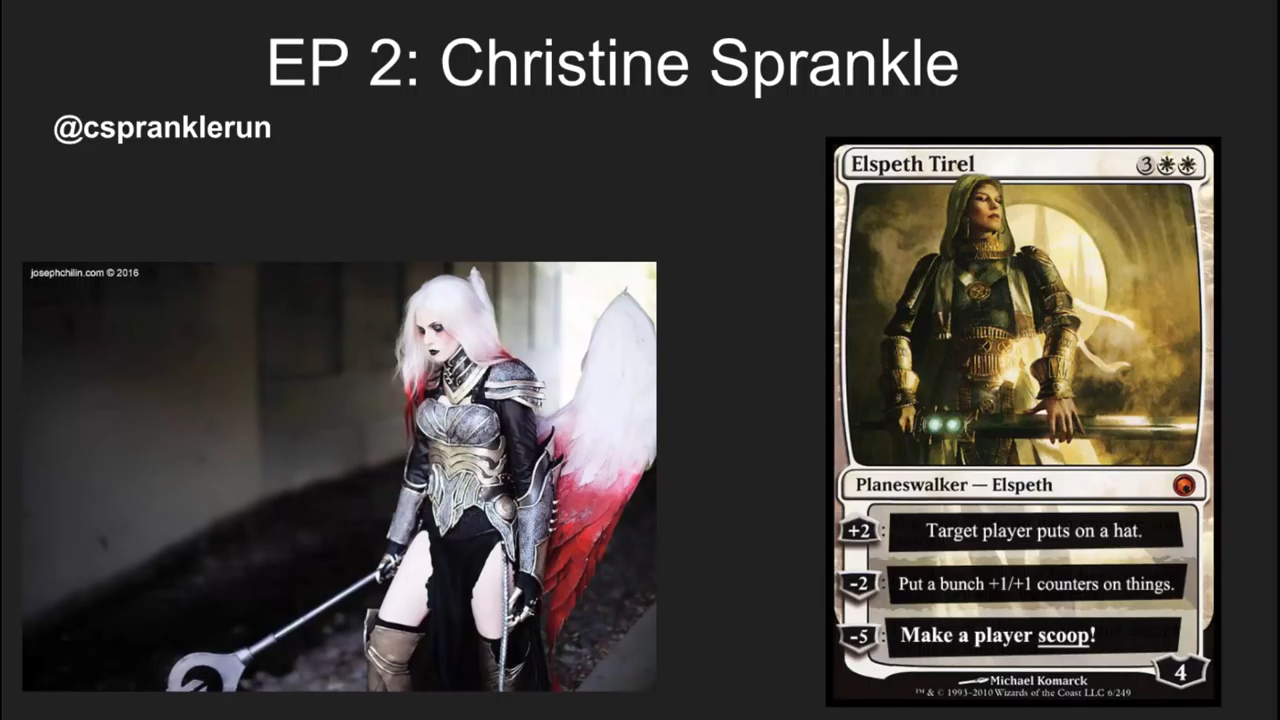 EP 2: Christine Sprankle
@cspranklerun
josephchilin.com © 2016
Elspeth Tirel 3
Planeswalker — Elspeth
+2: Target player puts on a hat.
-2: Put a bunch +1/+1 counters on things.
-5: Make a player scoop!
4
Michael Komarck
™ & © 1993-2010 Wizards of the Coast LLC 6/249